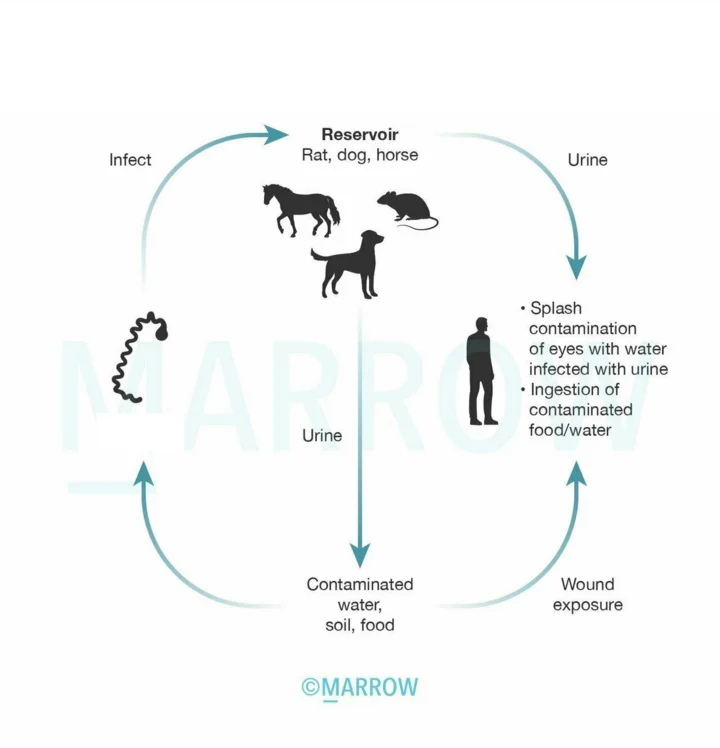 Reservoir
Rat, dog, horse
Infect
Urine
• Splash
contamination
of eyes with water
infected with urine
• Ingestion of
contaminated
food/water
MARROW
Urine
Contaminated
water,
soil, food
Wound
exposure
©MARROW